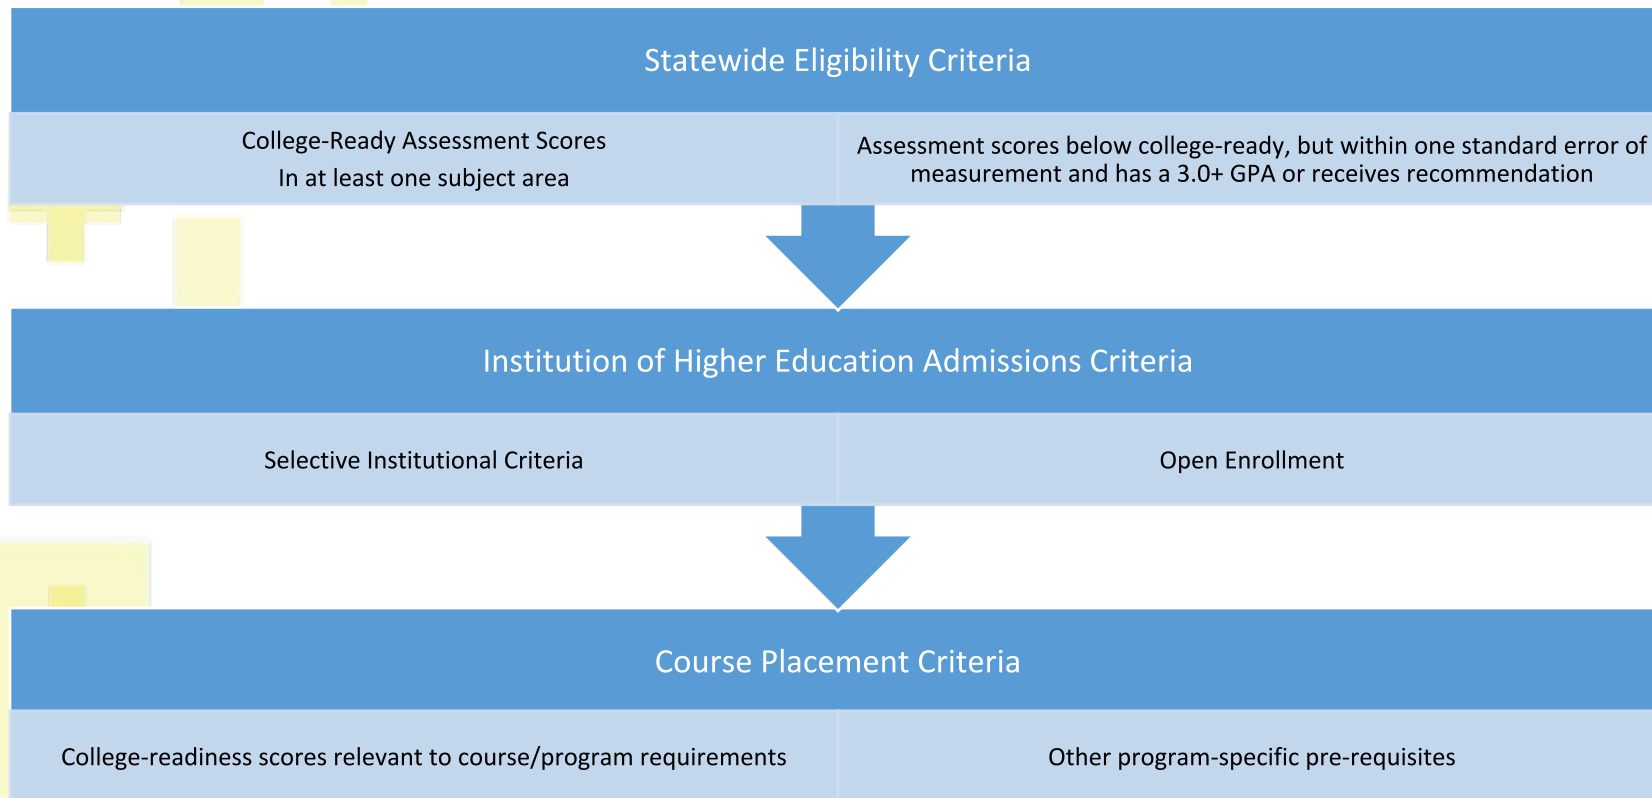 Statewide Eligibility Criteria
College-Ready Assessment Scores
In at least one subject area
Assessment scores below college-ready, but within one standard error of
measurement and has a 3.0+ GPA or receives recommendation
Institution of Higher Education Admissions Criteria
Selective Institutional Criteria
Open Enrollment
Course Placement Criteria
College-readiness scores relevant to course/program requirements
Other program-specific pre-requisites